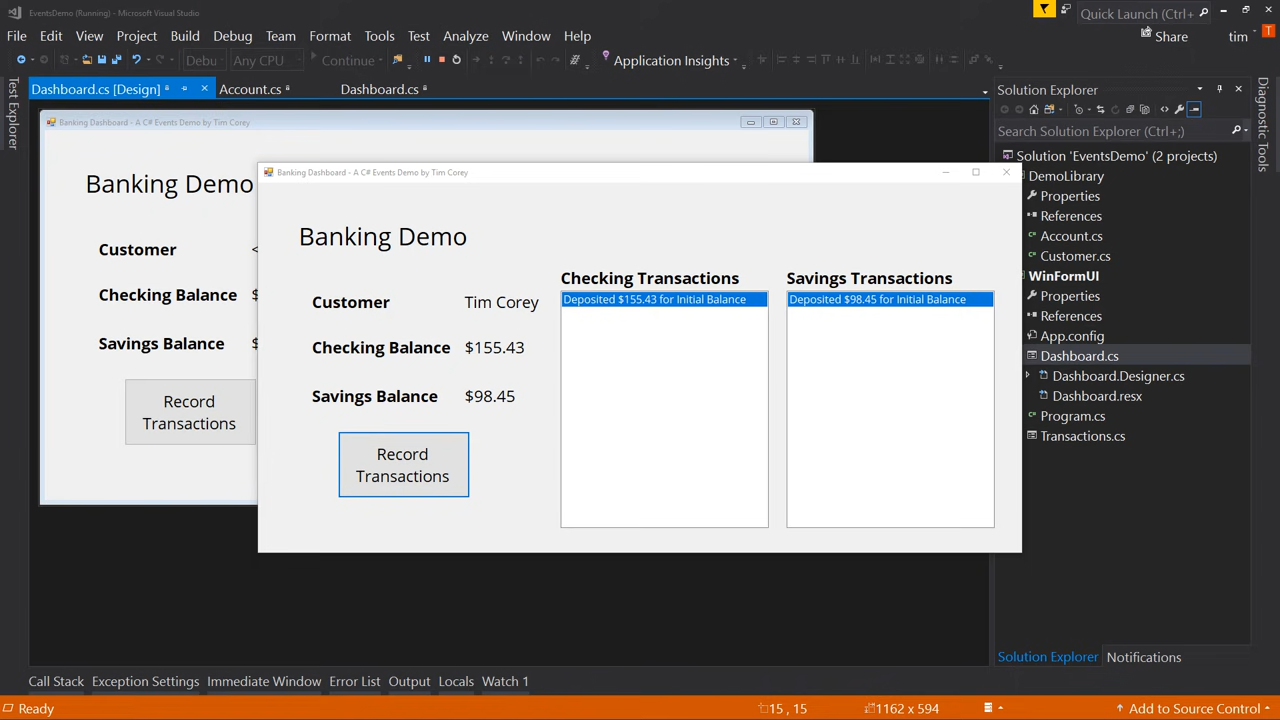 EventsDemo (Running) - Microsoft Visual Studio
Quick Launch (Ctrl+
File Edit View Project Build Debug Team Format Tools Test Analyze Window Help
Share
tim
T
Debu
Any CPU
Continue
Application Insights
Test Explorer
Dashboard.cs [Design]
Account.cs
Dashboard.cs
Banking Dashboard - A C# Events Demo by Tim Corey
Banking Demo
Customer <
Checking Balance $
Savings Balance $
Record
Transactions
Banking Dashboard - A C# Events Demo by Tim Corey
Banking Demo
Customer Tim Corey
Checking Balance $155.43
Savings Balance $98.45
Record
Transactions
Checking Transactions
Deposited $155.43 for Initial Balance
Savings Transactions
Deposited $98.45 for Initial Balance
Solution Explorer
Search Solution Explorer (Ctrl+;)
Solution 'EventsDemo' (2 projects)
DemoLibrary
Properties
References
C# Account.cs
C# Customer.cs
WinFormUI
Properties
References
App.config
Dashboard.cs
Dashboard.Designer.cs
Dashboard.resx
C# Program.cs
Transactions.cs
Diagnostic Tools
Solution Explorer Notifications
Call Stack Exception Settings Immediate Window Error List Output Locals Watch 1
Ready
15 , 15
1162 x 594
Add to Source Control